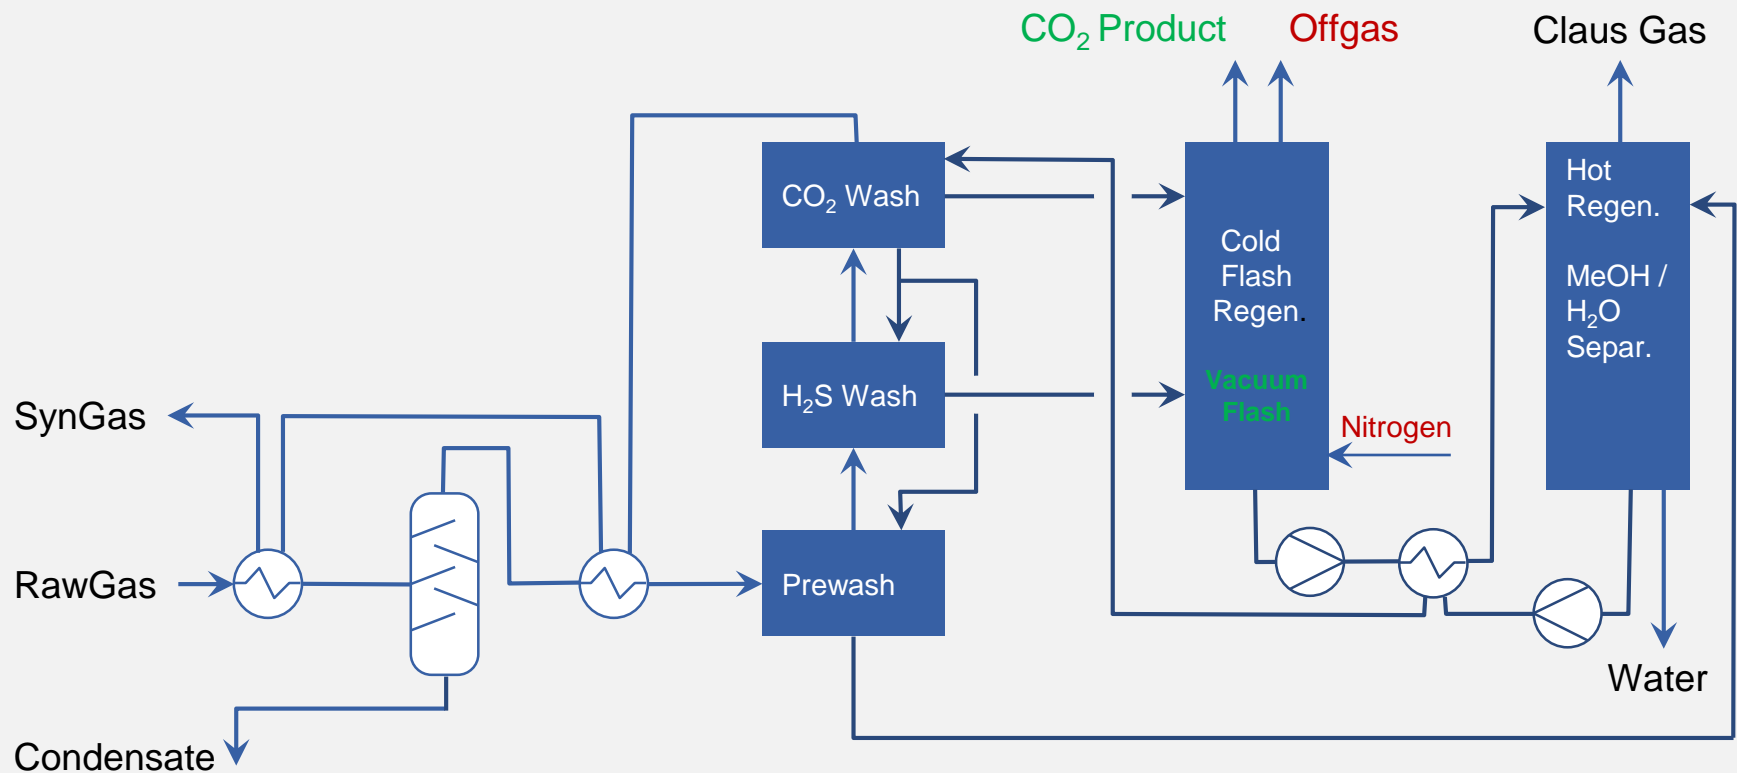 CO₂ Product
Offgas
Claus Gas
CO₂ Wash
Hot
Regen.
MeOH /
H₂O
Separ.
Cold
Flash
Regen.
Vacuum
Flash
H₂S Wash
Nitrogen
SynGas
RawGas
Prewash
Water
Condensate